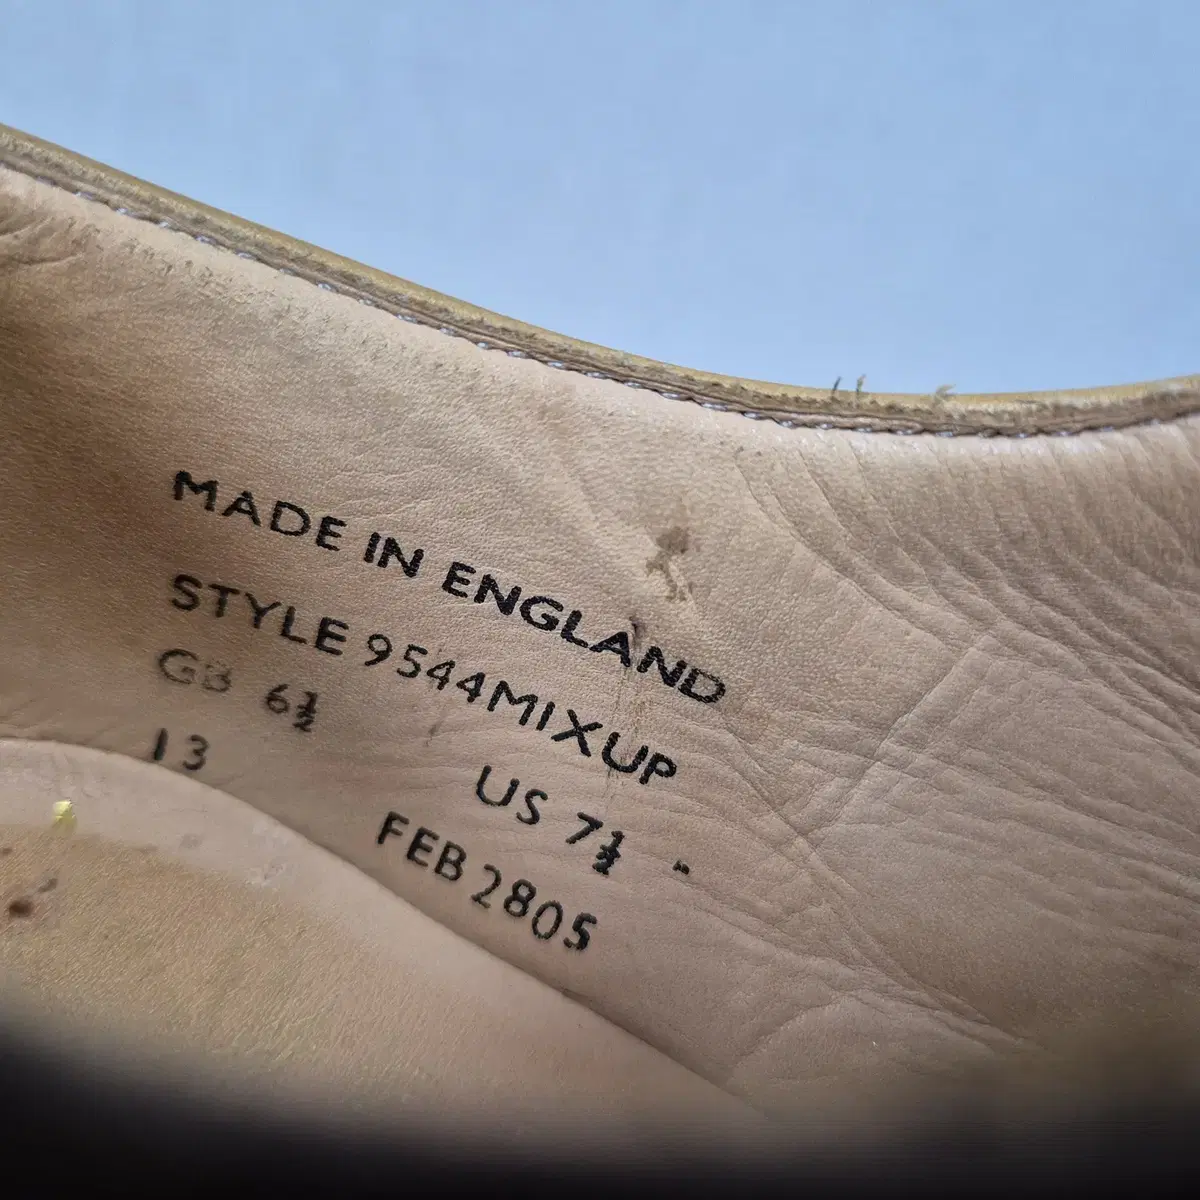 MADE IN ENGLAND
STYLE 9544MIXUP
GB 6½ US 7½ -
13 FEB 2805